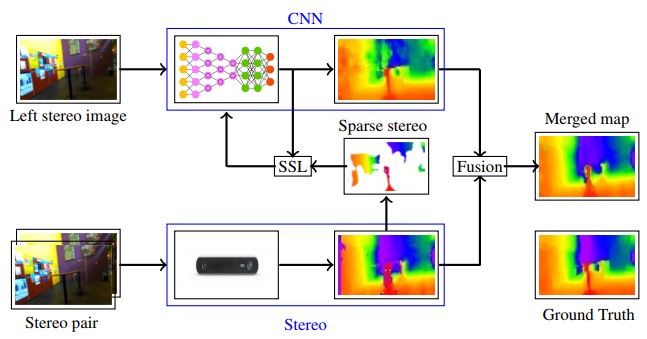 CNN
Left stereo image
Sparse stereo
Merged map
SSL
Fusion
Stereo pair
Stereo
Ground Truth